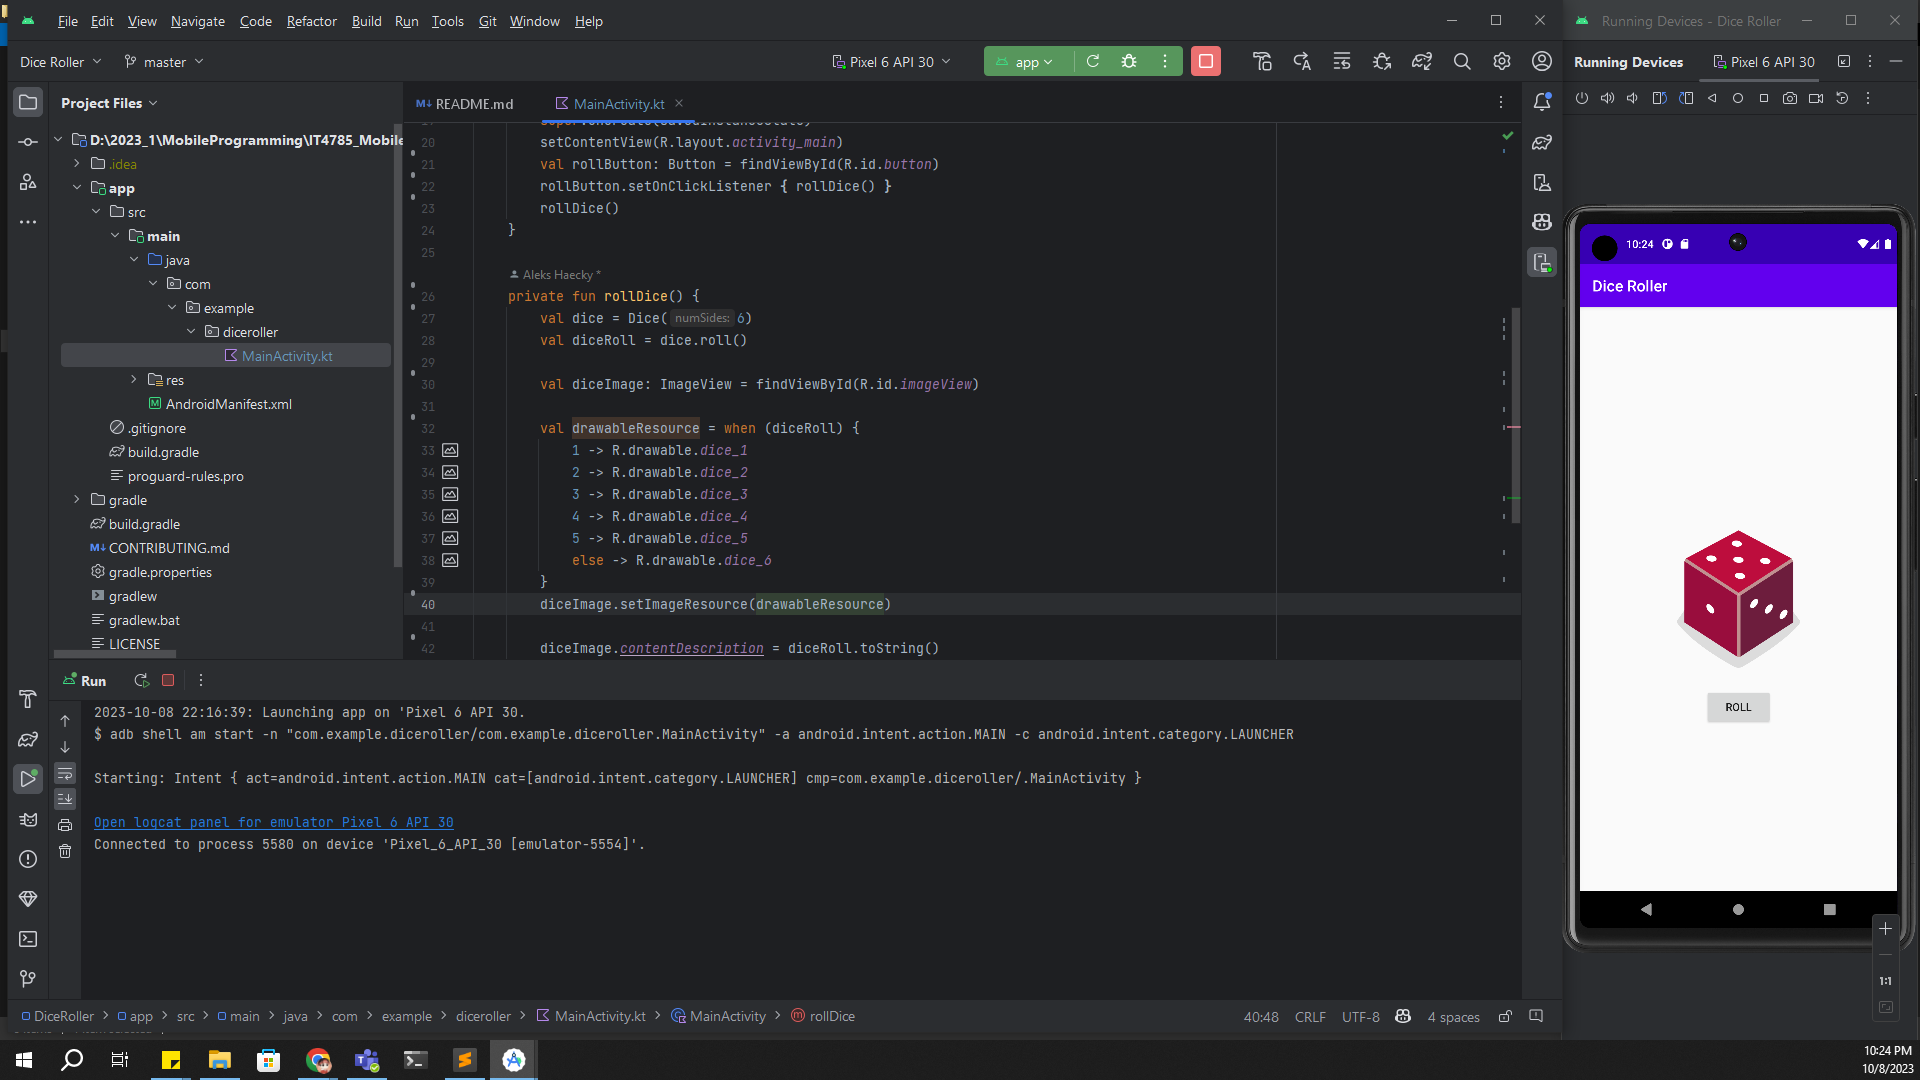 File Edit View Navigate Code Refactor Build Run Tools Git Window Help
Running Devices - Dice Roller
Dice Roller master Pixel 6 API 30 app
Running Devices Pixel 6 API 30
Project Files
README.md MainActivity.kt
D:\2023_1\MobileProgramming\IT4785_Mobile
.idea
app
src
main
java
com
example
diceroller
MainActivity.kt
res
AndroidManifest.xml
.gitignore
build.gradle
proguard-rules.pro
gradle
build.gradle
CONTRIBUTING.md
gradle.properties
gradlew
gradlew.bat
LICENSE
20 setContentView(R.layout.activity_main)
21 val rollButton: Button = findViewById(R.id.button)
22 rollButton.setOnClickListener { rollDice() }
23 rollDice()
24 }
25
Aleks Haecky *
26 private fun rollDice() {
27 val dice = Dice( numSides: 6)
28 val diceRoll = dice.roll()
29
30 val diceImage: ImageView = findViewById(R.id.imageView)
31
32 val drawableResource = when (diceRoll) {
33 1 -> R.drawable.dice_1
34 2 -> R.drawable.dice_2
35 3 -> R.drawable.dice_3
36 4 -> R.drawable.dice_4
37 5 -> R.drawable.dice_5
38 else -> R.drawable.dice_6
39 }
40 diceImage.setImageResource(drawableResource)
41
42 diceImage.contentDescription = diceRoll.toString()
10:24
Dice Roller
ROLL
1:1
Run
2023-10-08 22:16:39: Launching app on 'Pixel 6 API 30.
$ adb shell am start -n "com.example.diceroller/com.example.diceroller.MainActivity" -a android.intent.action.MAIN -c android.intent.category.LAUNCHER
Starting: Intent { act=android.intent.action.MAIN cat=[android.intent.category.LAUNCHER] cmp=com.example.diceroller/.MainActivity }
Open logcat panel for emulator Pixel 6 API 30
Connected to process 5580 on device 'Pixel_6_API_30 [emulator-5554]'.
DiceRoller > app > src > main > java > com > example > diceroller > MainActivity.kt > MainActivity > rollDice
40:48 CRLF UTF-8 4 spaces
10:24 PM
10/8/2023